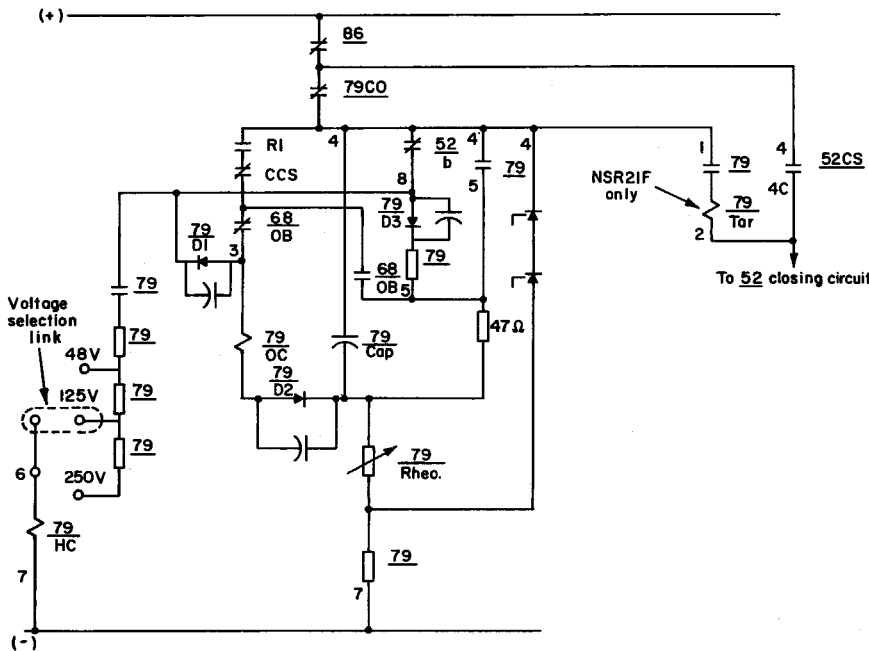 (+)
86
79CO
RI
4
52
b
4
79
4
1
79
4
52CS
CCS
8
5
4C
NSR21F
only
79
D3
79
Tar
68
OB
79
D1
3
2
79
68
OB
5
79
To 52 closing circuit
Voltage
selection
link
79
79
OC
79
Cap
47Ω
48V
79
D2
125V
79
79
Rheo.
6
250V
79
HC
7
79
7
(-)